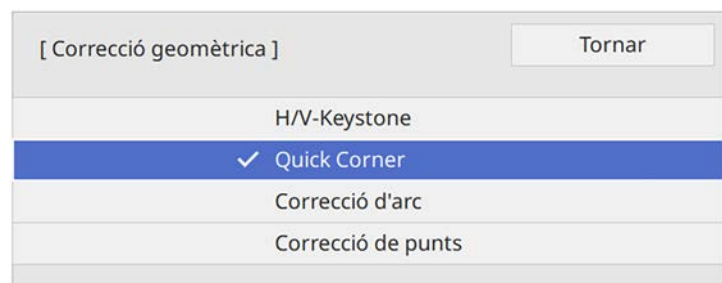 [ Correcció geomètrica ] Tornar
H/V-Keystone
Quick Corner
Correcció d'arc
Correcció de punts